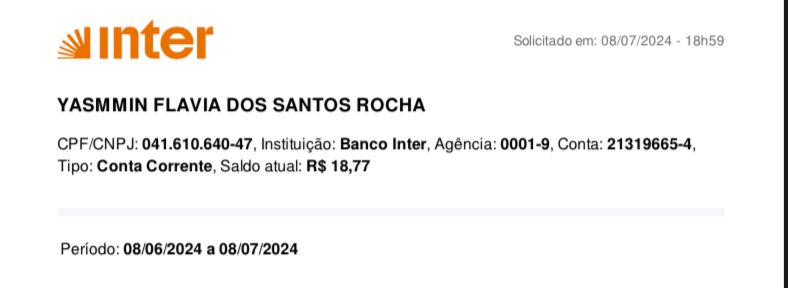 inter
Solicitado em: 08/07/2024 - 18h59
YASMMIN FLAVIA DOS SANTOS ROCHA
CPF/CNPJ: 041.610.640-47, Instituição: Banco Inter, Agência: 0001-9, Conta: 21319665-4,
Tipo: Conta Corrente, Saldo atual: R$ 18,77
Período: 08/06/2024 a 08/07/2024